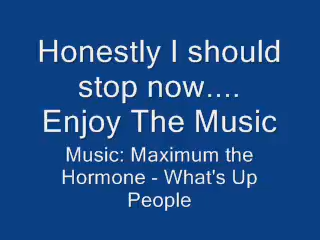 Honestly I should
stop now....
Enjoy The Music
Music: Maximum the
Hormone - What's Up
People